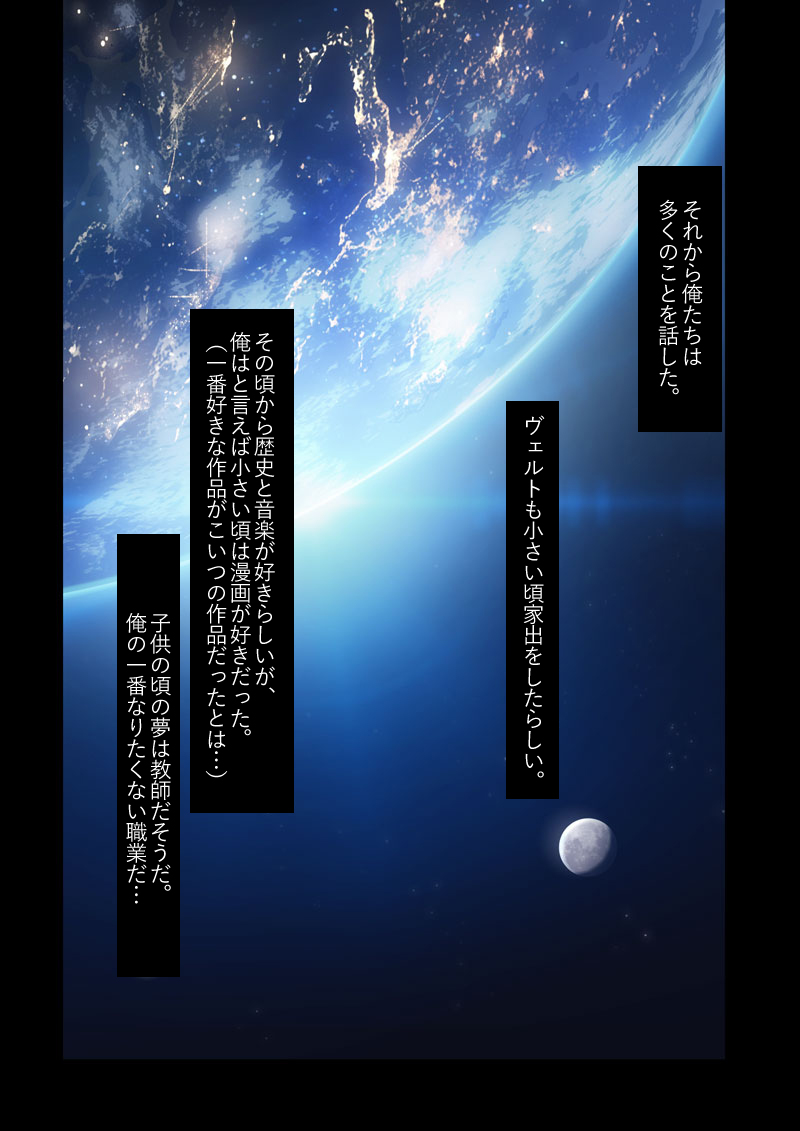 それから俺たちは
多くのことを話した。
ヴェルトも小さい頃家出をしたらしい。
その頃から歴史と音楽が好きらしいが、
俺はと言えば小さい頃は漫画が好きだった。
（一番好きな作品がこいつの作品だったとは…）
子供の頃の夢は教師だそうだ。
俺の一番なりたくない職業だ…